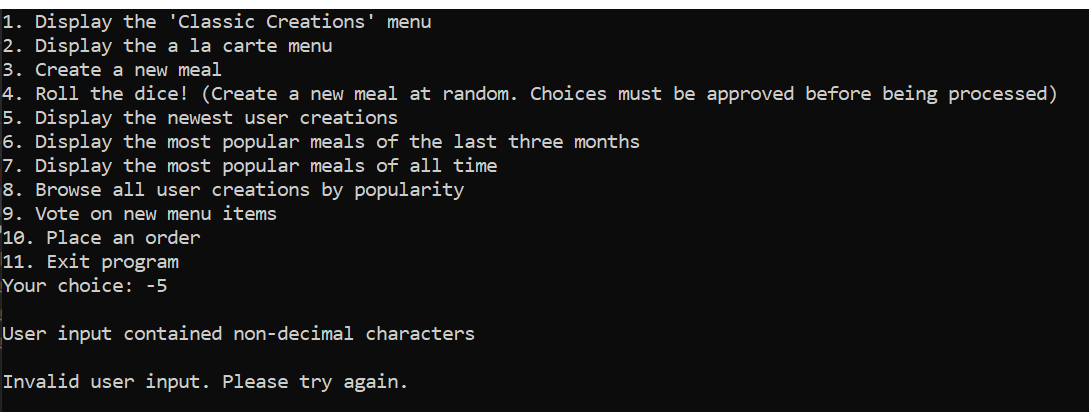 1. Display the 'Classic Creations' menu
2. Display the a la carte menu
3. Create a new meal
4. Roll the dice! (Create a new meal at random. Choices must be approved before being processed)
5. Display the newest user creations
6. Display the most popular meals of the last three months
7. Display the most popular meals of all time
8. Browse all user creations by popularity
9. Vote on new menu items
10. Place an order
11. Exit program
Your choice: -5
User input contained non-decimal characters
Invalid user input. Please try again.